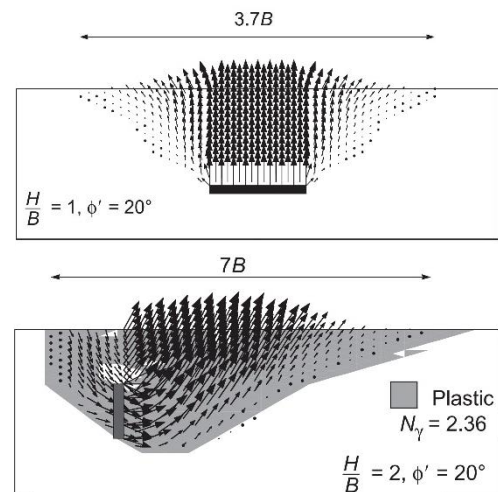 3.7B
H/B = 1, ϕ′ = 20°
7B
Plastic
Nγ = 2.36
H/B = 2, ϕ′ = 20°